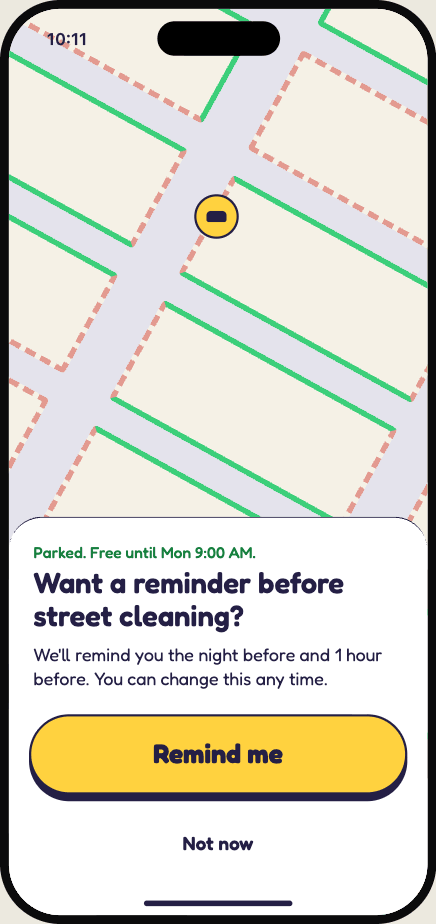 10:11
Parked. Free until Mon 9:00 AM.
Want a reminder before
street cleaning?
We'll remind you the night before and 1 hour
before. You can change this any time.
Remind me
Not now